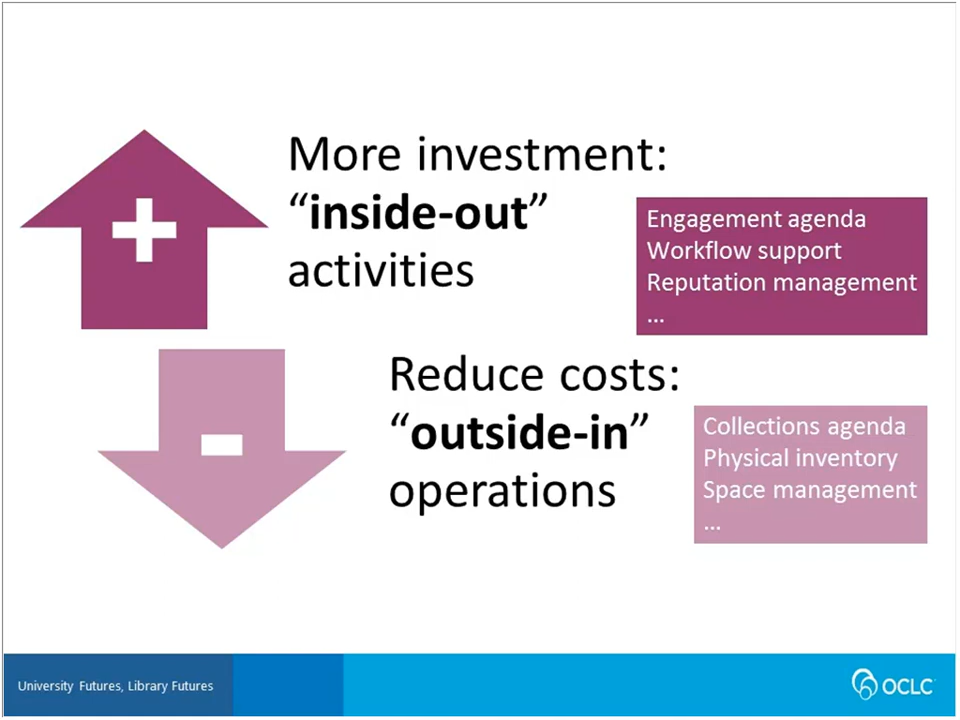 More investment:
“inside-out”
activities
Engagement agenda
Workflow support
Reputation management
...
Reduce costs:
“outside-in”
operations
Collections agenda
Physical inventory
Space management
...
University Futures, Library Futures
OCLC